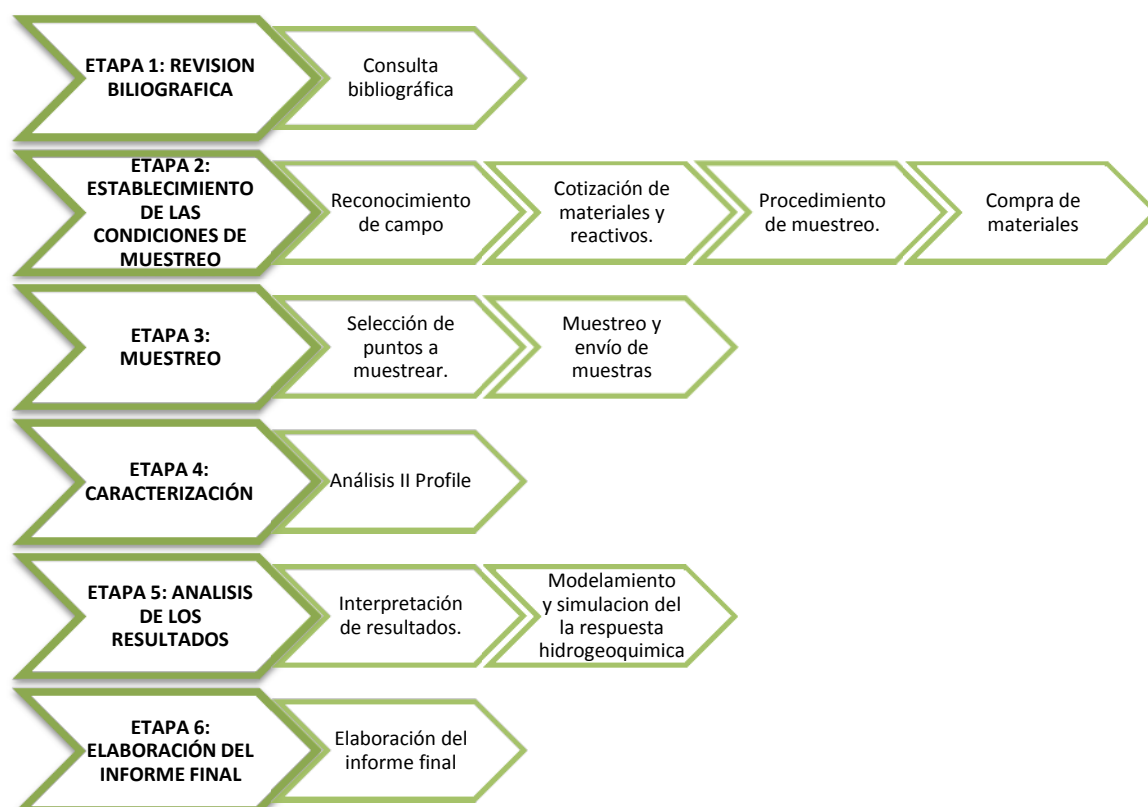 ETAPA 1: REVISION
BILIOGRAFICA
Consulta
bibliográfica
ETAPA 2:
ESTABLECIMIENTO
DE LAS
CONDICIONES DE
MUESTREO
Reconocimiento
de campo
Cotización de
materiales y
reactivos.
Procedimiento
de muestreo.
Compra de
materiales
ETAPA 3:
MUESTREO
Selección de
puntos a
muestrear.
Muestreo y
envío de
muestras
ETAPA 4:
CARACTERIZACIÓN
Análisis II Profile
ETAPA 5: ANALISIS
DE LOS
RESULTADOS
Interpretación
de resultados.
Modelamiento
y simulacion del
la respuesta
hidrogeoquimica
ETAPA 6:
ELABORACIÓN DEL
INFORME FINAL
Elaboración del
informe final